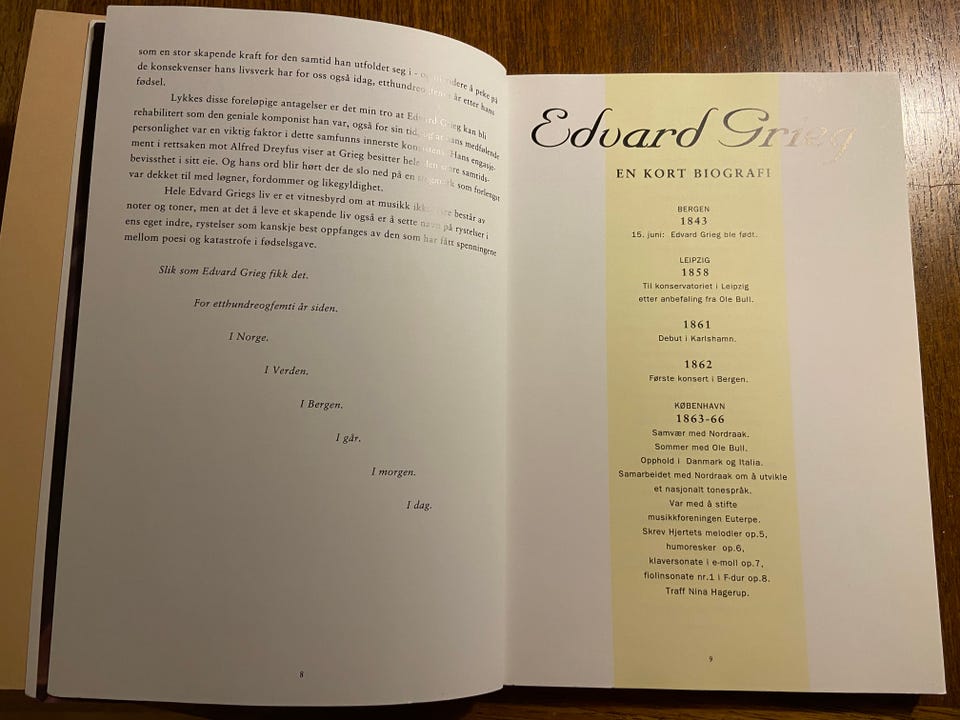 som en stor skapende kraft for den samtid han utfoldet seg i - og videre å peke på
de konsekvenser hans livsverk har for oss også idag, etthundreog år etter hans
fødsel.
Lykkes disse foreløpige antagelser er det min tro at Edvard Grieg kan bli
rehabilitert som den geniale komponist han var, også for sin tid, og at hans medfølende
personlighet var en viktig faktor i dette samfunns innerste Hans engasje-
ment i rettsaken mot Alfred Dreyfus viser at Grieg besitter hele den samtids-
bevissthet i sitt eie. Og hans ord blir hørt der de slo ned på en som forlengst
var dekket til med løgner, fordommer og likegyldighet.
Hele Edvard Griegs liv er et vitnesbyrd om at musikk ikke bare består av
noter og toner, men at det å leve et skapende liv også er å sette navn på rystelser i
ens eget indre, rystelser som kanskje best oppfanges av den som har fått spenningene
mellom poesi og katastrofe i fødselsgave.
Slik som Edvard Grieg fikk det.
For etthundreogfemti år siden.
I Norge.
I Verden.
I Bergen.
I går.
I morgen.
I dag.
8
Edvard Grieg
EN KORT BIOGRAFI
BERGEN
1843
15. juni: Edvard Grieg ble født.
LEIPZIG
1858
Til konservatoriet i Leipzig
etter anbefaling fra Ole Bull.
1861
Debut i Karlshamn.
1862
Første konsert i Bergen.
KØBENHAVN
1863-66
Samvær med Nordraak.
Sommer med Ole Bull.
Opphold i Danmark og Italia.
Samarbeidet med Nordraak om å utvikle
et nasjonalt tonespråk.
Var med å stifte
musikkforeningen Euterpe.
Skrev Hjertets melodier op.5,
humoresker op.6,
klaversonate i e-moll op.7,
fiolinsonate nr.1 i F-dur op.8.
Traff Nina Hagerup.
9